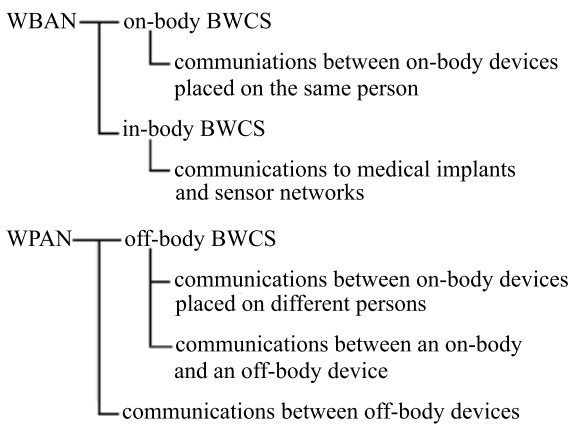 WBAN on-body BWCS
communiations between on-body devices
placed on the same person
in-body BWCS
communications to medical implants
and sensor networks
WPAN off-body BWCS
communications between on-body devices
placed on different persons
communications between an on-body
and an off-body device
communications between off-body devices